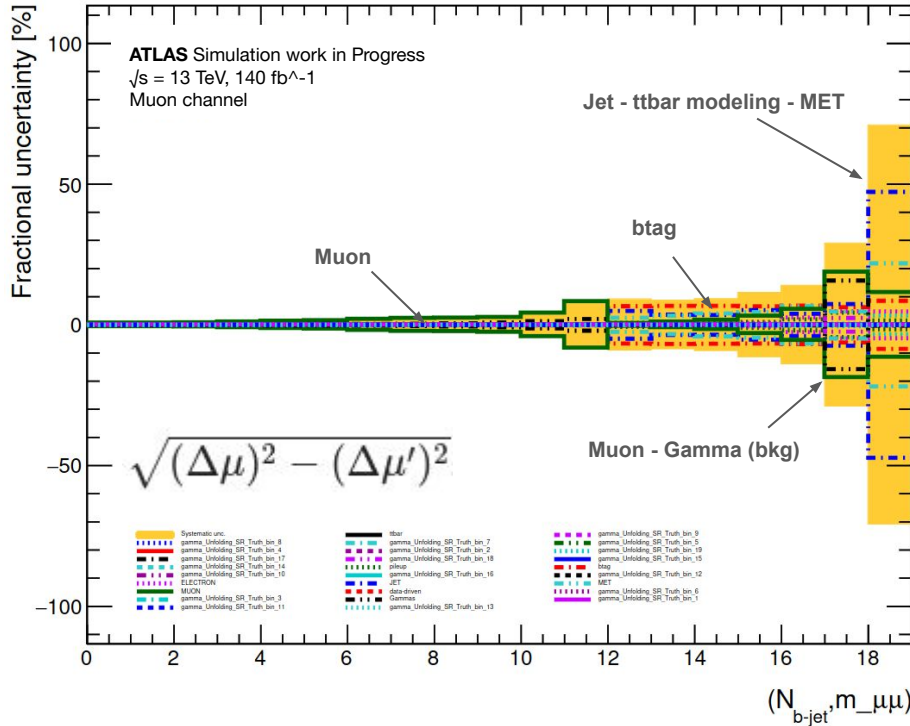 ATLAS Simulation work in Progress
√s = 13 TeV, 140 fb^-1
Muon channel
Fractional uncertainty [%]
100
50
0
−50
−100
Jet - ttbar modeling - MET
btag
Muon
Muon - Gamma (bkg)
√(Δμ)² − (Δμ′)²
Systematic unc.
gamma_Unfolding_SR_Truth_bin_8
gamma_Unfolding_SR_Truth_bin_4
gamma_Unfolding_SR_Truth_bin_17
gamma_Unfolding_SR_Truth_bin_14
gamma_Unfolding_SR_Truth_bin_10
ELECTRON
MUON
gamma_Unfolding_SR_Truth_bin_3
gamma_Unfolding_SR_Truth_bin_11
ttbar
gamma_Unfolding_SR_Truth_bin_7
gamma_Unfolding_SR_Truth_bin_2
gamma_Unfolding_SR_Truth_bin_18
pileup
gamma_Unfolding_SR_Truth_bin_16
JET
data-driven
Gammas
gamma_Unfolding_SR_Truth_bin_13
gamma_Unfolding_SR_Truth_bin_9
gamma_Unfolding_SR_Truth_bin_5
gamma_Unfolding_SR_Truth_bin_19
gamma_Unfolding_SR_Truth_bin_15
btag
gamma_Unfolding_SR_Truth_bin_12
MET
gamma_Unfolding_SR_Truth_bin_6
gamma_Unfolding_SR_Truth_bin_1
0 2 4 6 8 10 12 14 16 18
(N_b-jet,m_μμ)